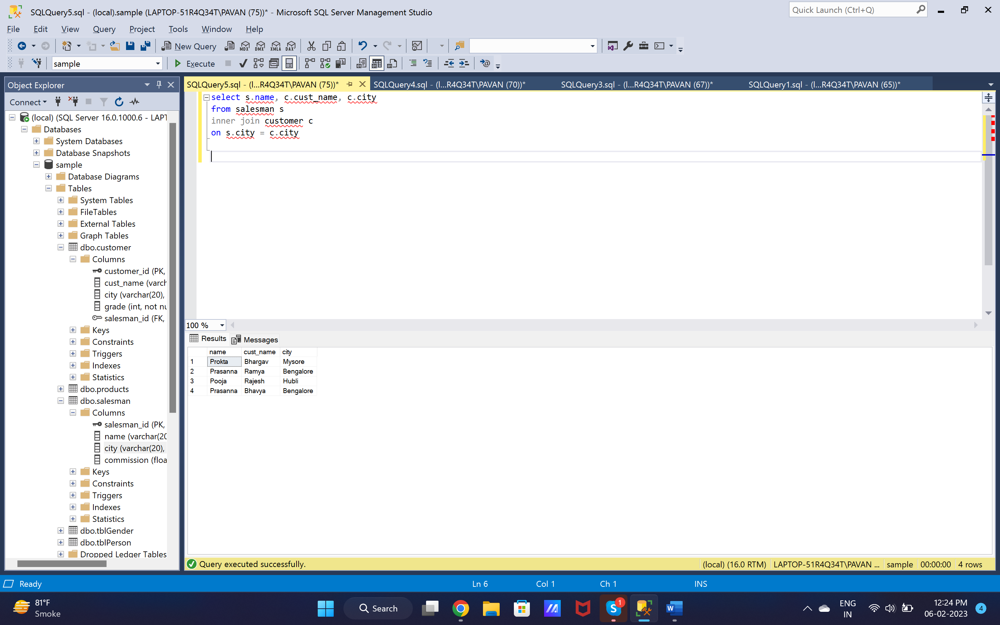 SQLQuery5.sql - (local).sample (LAPTOP-51R4Q34T\PAVAN (75))* - Microsoft SQL Server Management Studio
Quick Launch (Ctrl+Q)
File Edit View Query Project Tools Window Help
New Query MDX DMX XMLA DAX
sample Execute
Object Explorer
Connect
(local) (SQL Server 16.0.1000.6 - LAPT
Databases
System Databases
Database Snapshots
sample
Database Diagrams
Tables
System Tables
FileTables
External Tables
Graph Tables
dbo.customer
Columns
customer_id (PK,
cust_name (varch
city (varchar(20),
grade (int, not nu
salesman_id (FK,
Keys
Constraints
Triggers
Indexes
Statistics
dbo.products
dbo.salesman
Columns
salesman_id (PK,
name (varchar(20
city (varchar(20),
commission (floa
Keys
Constraints
Triggers
Indexes
Statistics
dbo.tblGender
dbo.tblPerson
Dropped Ledger Tables
SQLQuery5.sql - (l...R4Q34T\PAVAN (75))* SQLQuery4.sql - (l...R4Q34T\PAVAN (70))* SQLQuery3.sql - (l...R4Q34T\PAVAN (67))* SQLQuery1.sql - (l...R4Q34T\PAVAN (65))*
select s.name, c.cust_name, c.city
from salesman s
inner join customer c
on s.city = c.city
100 %
Results Messages
name cust_name city
1 Prokta Bhargav Mysore
2 Prasanna Ramya Bengalore
3 Pooja Rajesh Hubli
4 Prasanna Bhavya Bengalore
Query executed successfully. (local) (16.0 RTM) LAPTOP-51R4Q34T\PAVAN ... sample 00:00:00 4 rows
Ready Ln 6 Col 1 Ch 1 INS
81°F
Smoke
Search
1
ENG
IN
12:24 PM
06-02-2023
4